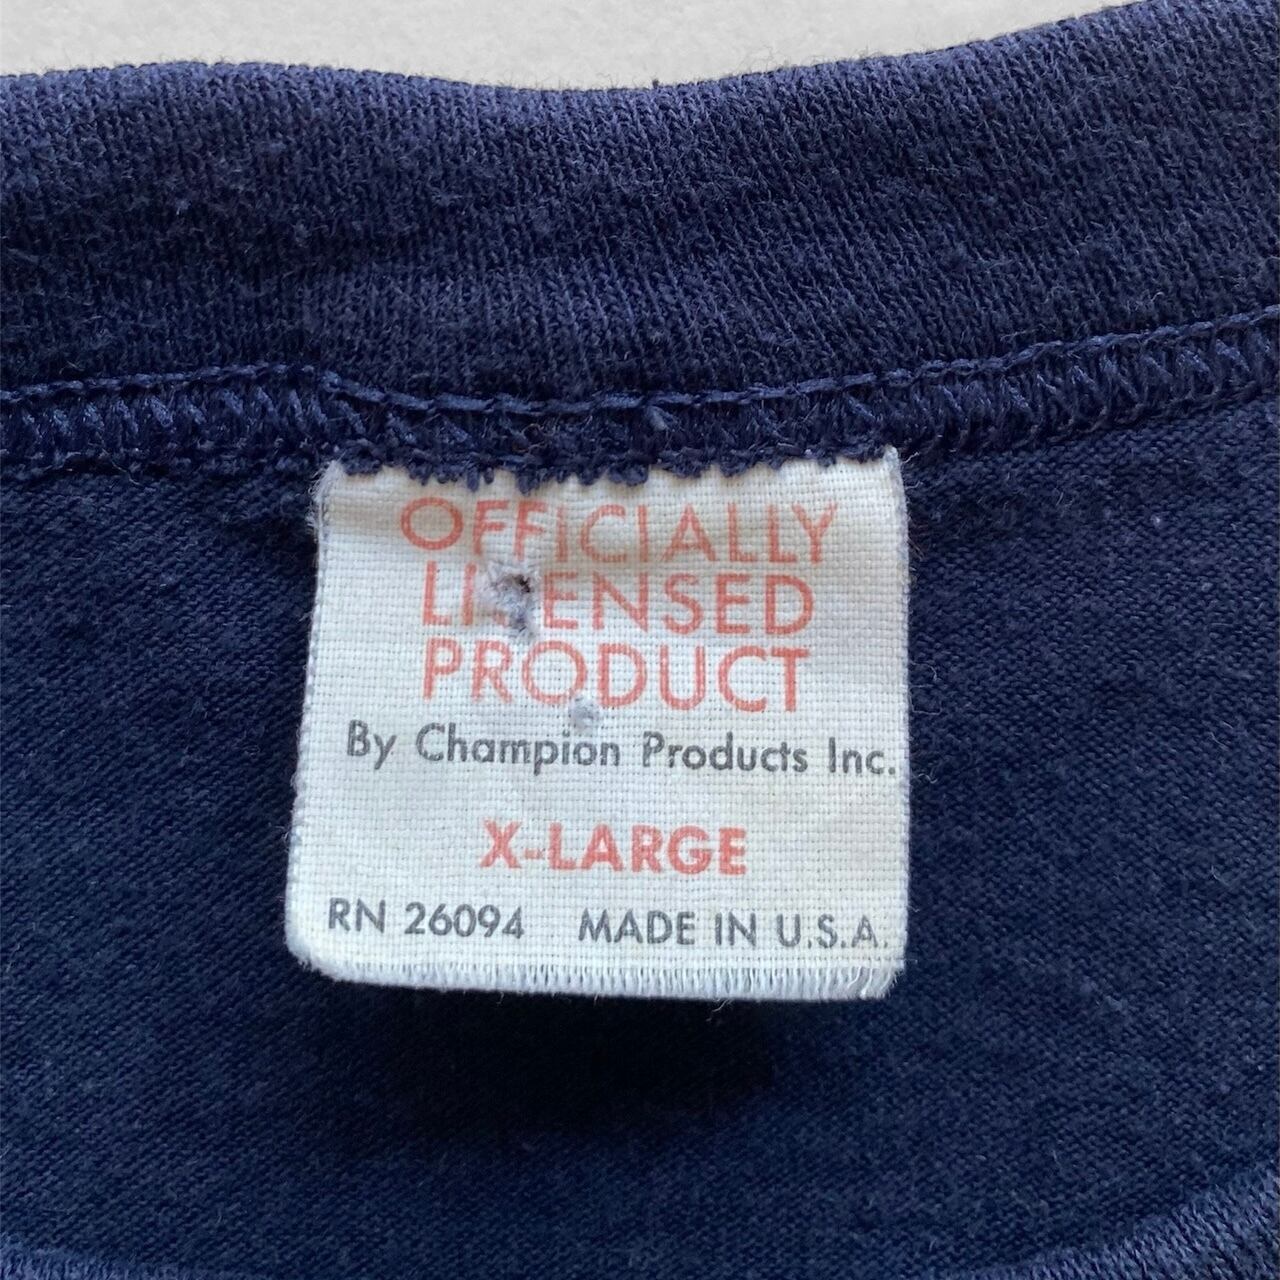 OFFICIALLY
LICENSED
PRODUCT
By Champion Products Inc.
X-LARGE
RN 26094 MADE IN U.S.A.